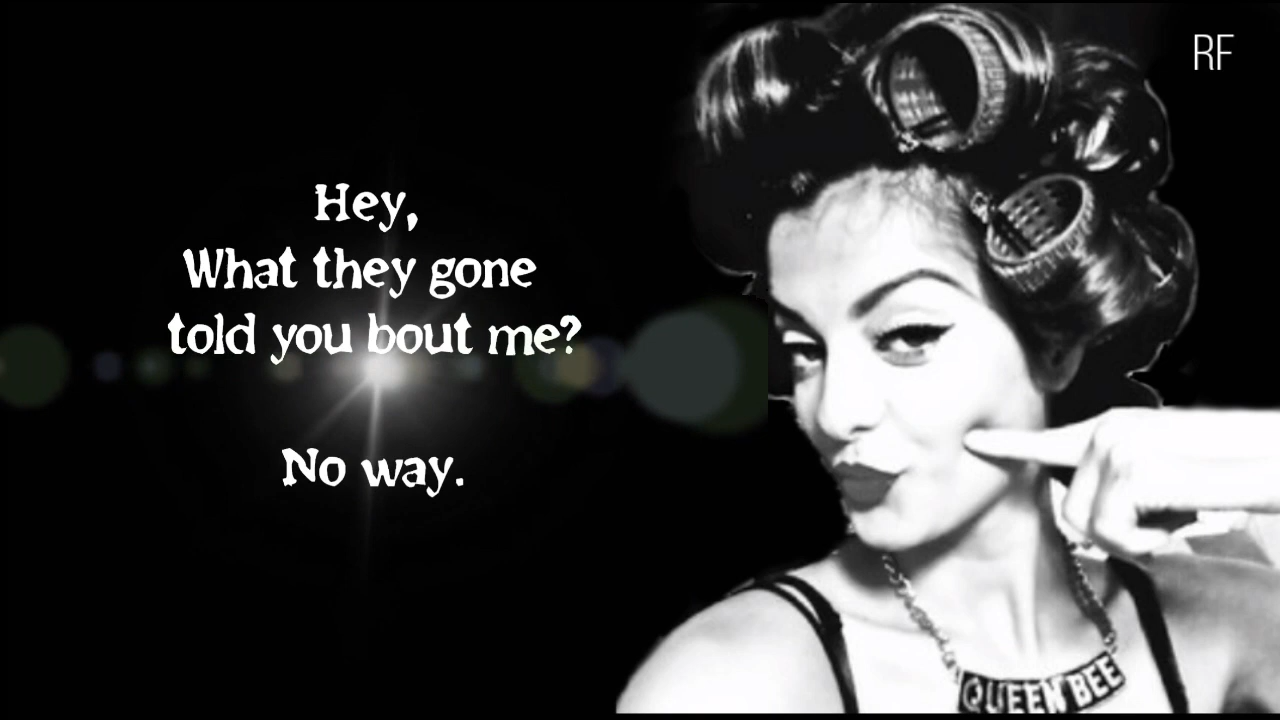 RF
Hey,
What they gone
told you bout me?
No way.
QUEEN BEE